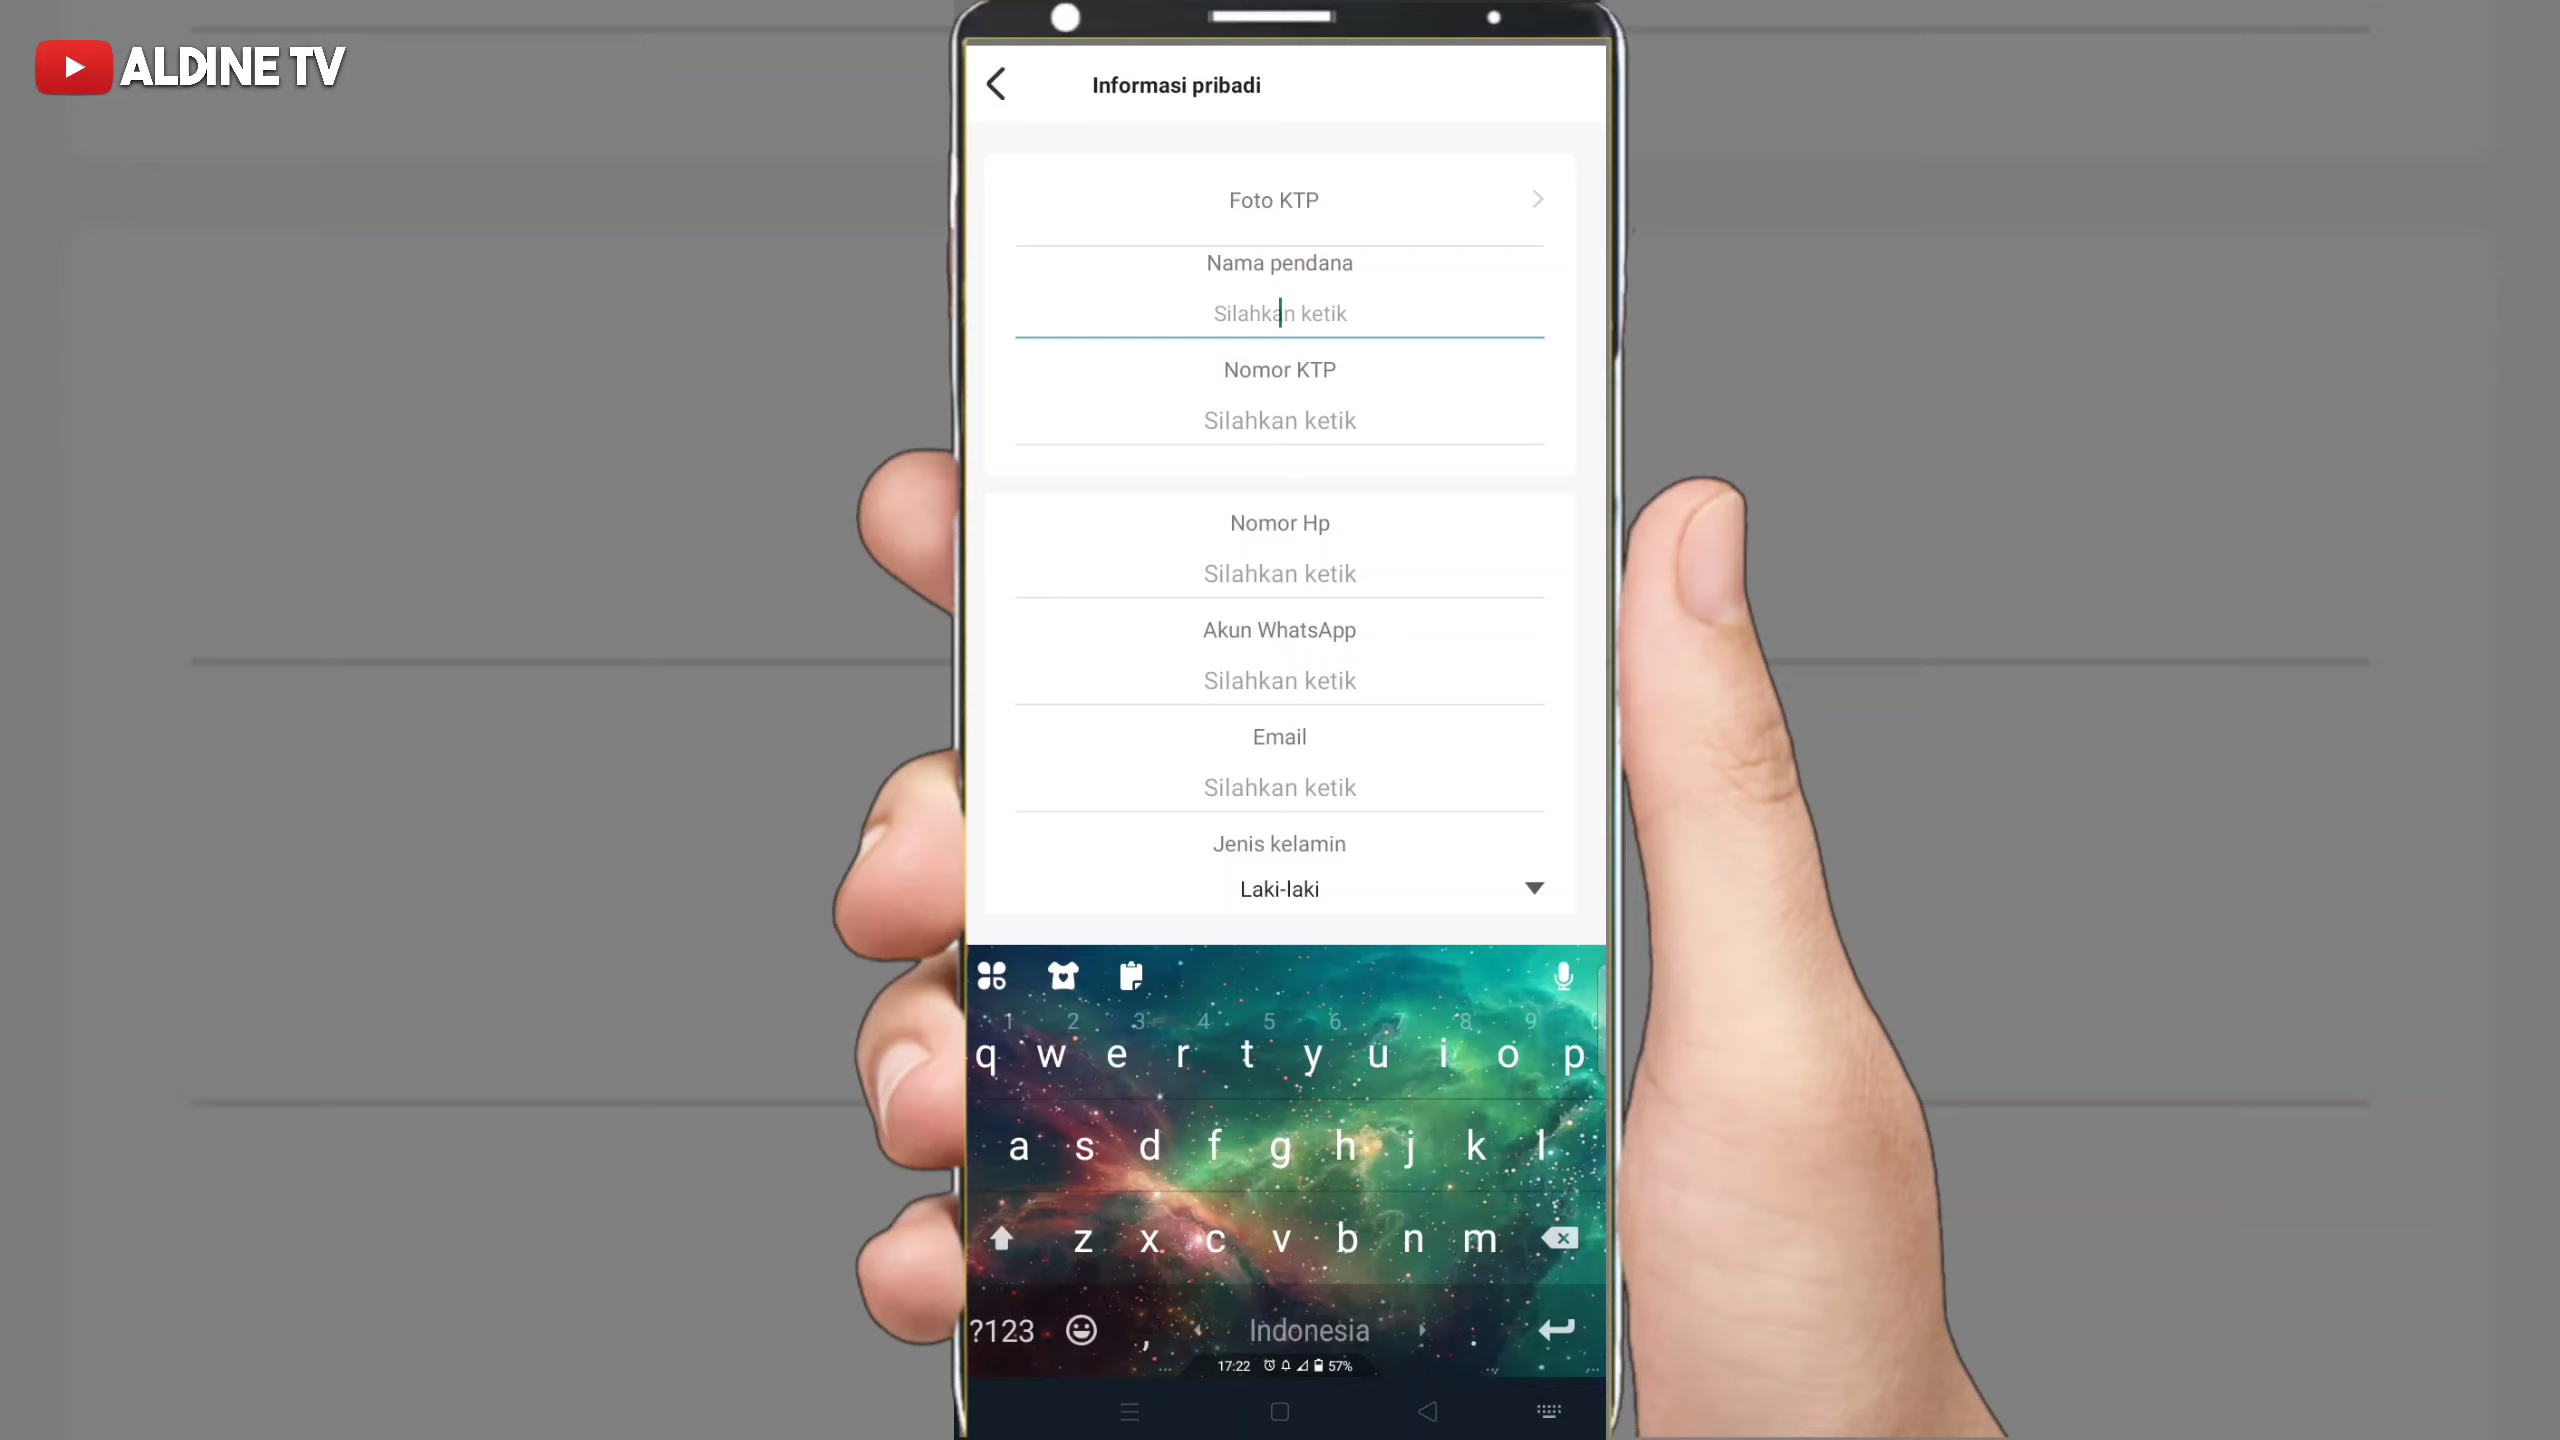 ALDINE TV
Informasi pribadi
Foto KTP
Nama pendana
Silahkan ketik
Nomor KTP
Silahkan ketik
Nomor Hp
Silahkan ketik
Akun WhatsApp
Silahkan ketik
Email
Silahkan ketik
Jenis kelamin
Laki-laki
1 2 3 4 5 6 7 8 9
q w e r t y u i o p
a s d f g h j k l
z x c v b n m
?123 , Indonesia .
17:22 57%